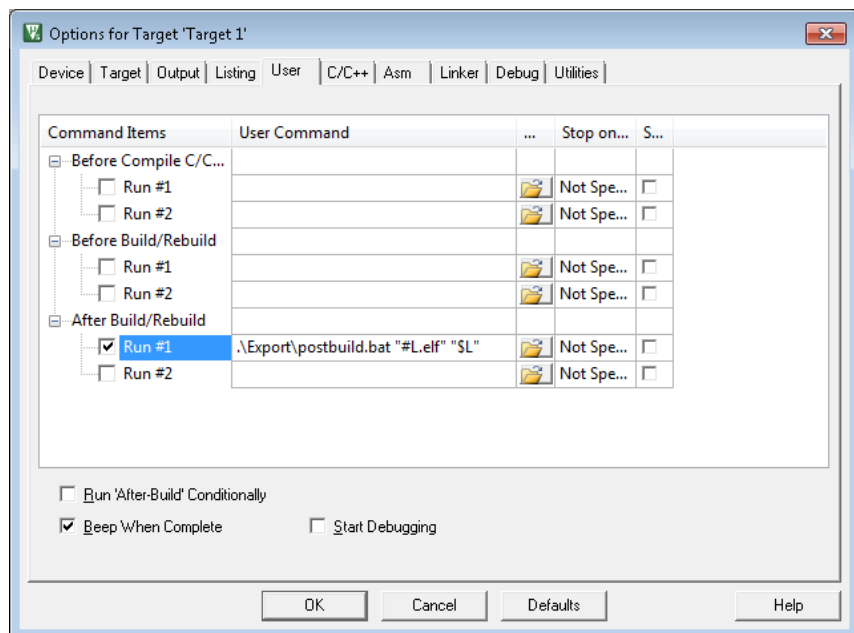 Options for Target 'Target 1'
Device Target Output Listing User C/C++ Asm Linker Debug Utilities
Command Items User Command ... Stop on... S...
Before Compile C/C...
Run #1 Not Spe...
Run #2 Not Spe...
Before Build/Rebuild
Run #1 Not Spe...
Run #2 Not Spe...
After Build/Rebuild
Run #1 .\Export\postbuild.bat "#L.elf" "$L" Not Spe...
Run #2 Not Spe...
Run 'After-Build' Conditionally
Beep When Complete Start Debugging
OK Cancel Defaults Help